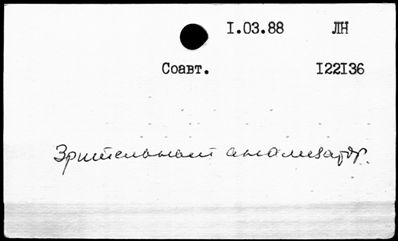 I.03.88 ЛН
Соавт. I22I36
Зрительный анализатор.